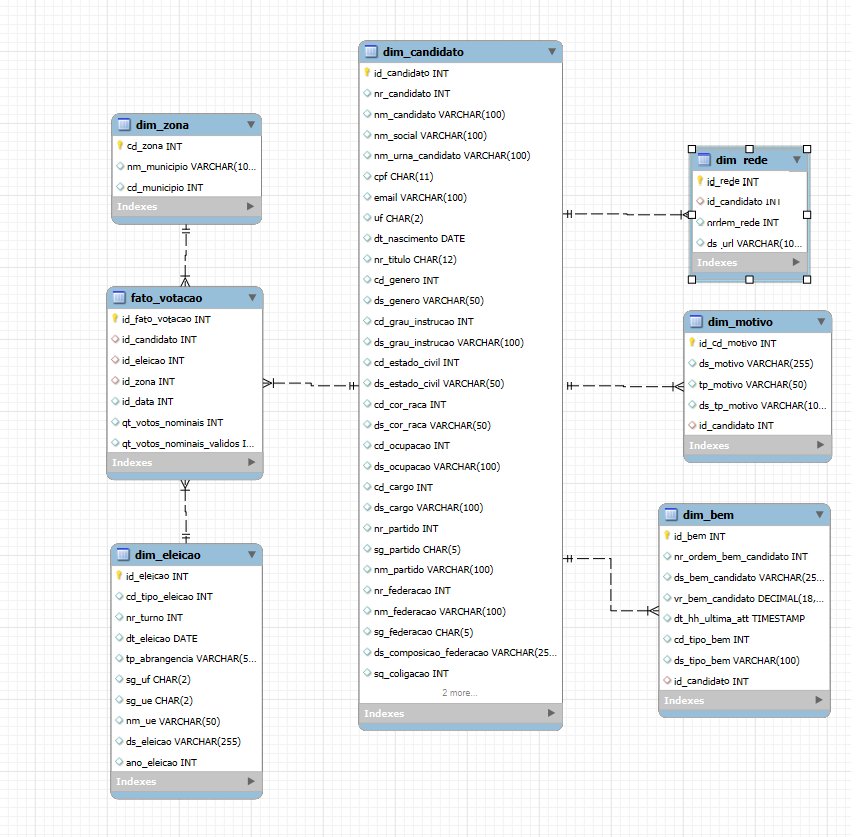 dim_zona
cd_zona INT
nm_municipio VARCHAR(10...
cd_municipio INT
Indexes
fato_votacao
id_fato_votacao INT
id_candidato INT
id_eleicao INT
id_zona INT
id_data INT
qt_votos_nominais INT
qt_votos_nominais_validos I...
Indexes
dim_eleicao
id_eleicao INT
cd_tipo_eleicao INT
nr_turno INT
dt_eleicao DATE
tp_abrangencia VARCHAR(5...
sg_uf CHAR(2)
sg_ue CHAR(2)
nm_ue VARCHAR(50)
ds_eleicao VARCHAR(255)
ano_eleicao INT
Indexes
dim_candidato
id_candidato INT
nr_candidato INT
nm_candidato VARCHAR(100)
nm_social VARCHAR(100)
nm_urna_candidato VARCHAR(100)
cpf CHAR(11)
email VARCHAR(100)
uf CHAR(2)
dt_nascimento DATE
nr_titulo CHAR(12)
cd_genero INT
ds_genero VARCHAR(50)
cd_grau_instrucao INT
ds_grau_instrucao VARCHAR(100)
cd_estado_civil INT
ds_estado_civil VARCHAR(50)
cd_cor_raca INT
ds_cor_raca VARCHAR(50)
cd_ocupacao INT
ds_ocupacao VARCHAR(100)
cd_cargo INT
ds_cargo VARCHAR(100)
nr_partido INT
sg_partido CHAR(5)
nm_partido VARCHAR(100)
nr_federacao INT
nm_federacao VARCHAR(100)
sg_federacao CHAR(5)
ds_composicao_federacao VARCHAR(25...
sq_coligacao INT
2 more...
Indexes
dim_rede
id_rede INT
id_candidato INT
ordem_rede INT
ds_url VARCHAR(10...
Indexes
dim_motivo
id_cd_motivo INT
ds_motivo VARCHAR(255)
tp_motivo VARCHAR(50)
ds_tp_motivo VARCHAR(10...
id_candidato INT
Indexes
dim_bem
id_bem INT
nr_ordem_bem_candidato INT
ds_bem_candidato VARCHAR(25...
vr_bem_candidato DECIMAL(18,...
dt_hh_ultima_att TIMESTAMP
cd_tipo_bem INT
ds_tipo_bem VARCHAR(100)
id_candidato INT
Indexes